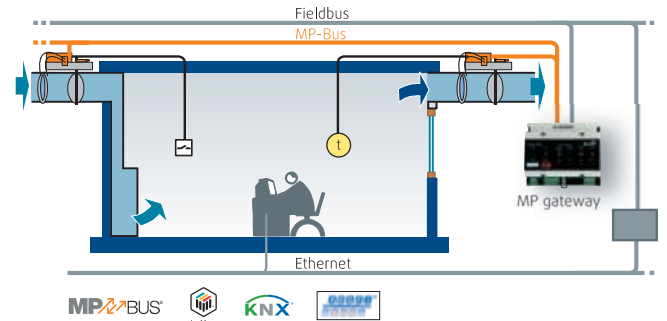 Fieldbus
MP-Bus
t
MP gateway
Ethernet
MP BUS®
KNX®